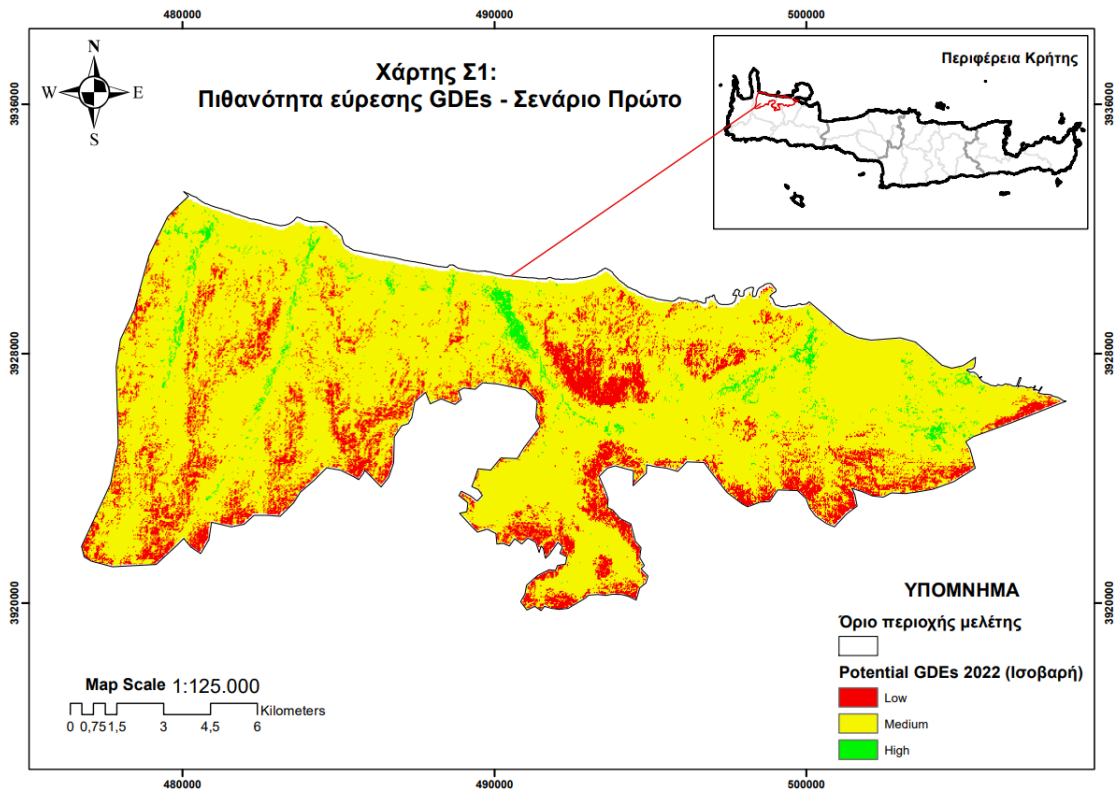 480000
490000
500000
N
W
E
S
Χάρτης Σ1:
Πιθανότητα εύρεσης GDEs - Σενάριο Πρώτο
Περιφέρεια Κρήτης
3936000
3936000
3928000
3928000
3920000
3920000
ΥΠΟΜΝΗΜΑ
Όριο περιοχής μελέτης
Potential GDEs 2022 (Ισοβαρή)
Low
Medium
High
Map Scale 1:125.000
Kilometers
0 0,75 1,5 3 4,5 6
480000
490000
500000